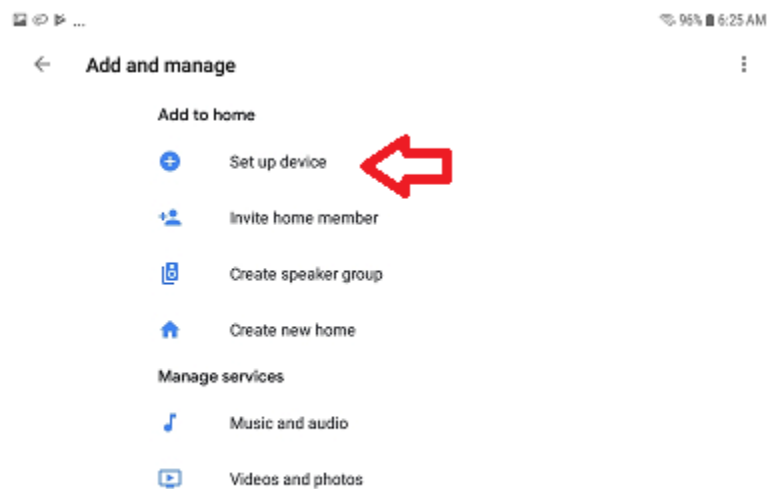 ... 96% 6:25 AM
Add and manage
Add to home
Set up device
Invite home member
Create speaker group
Create new home
Manage services
Music and audio
Videos and photos